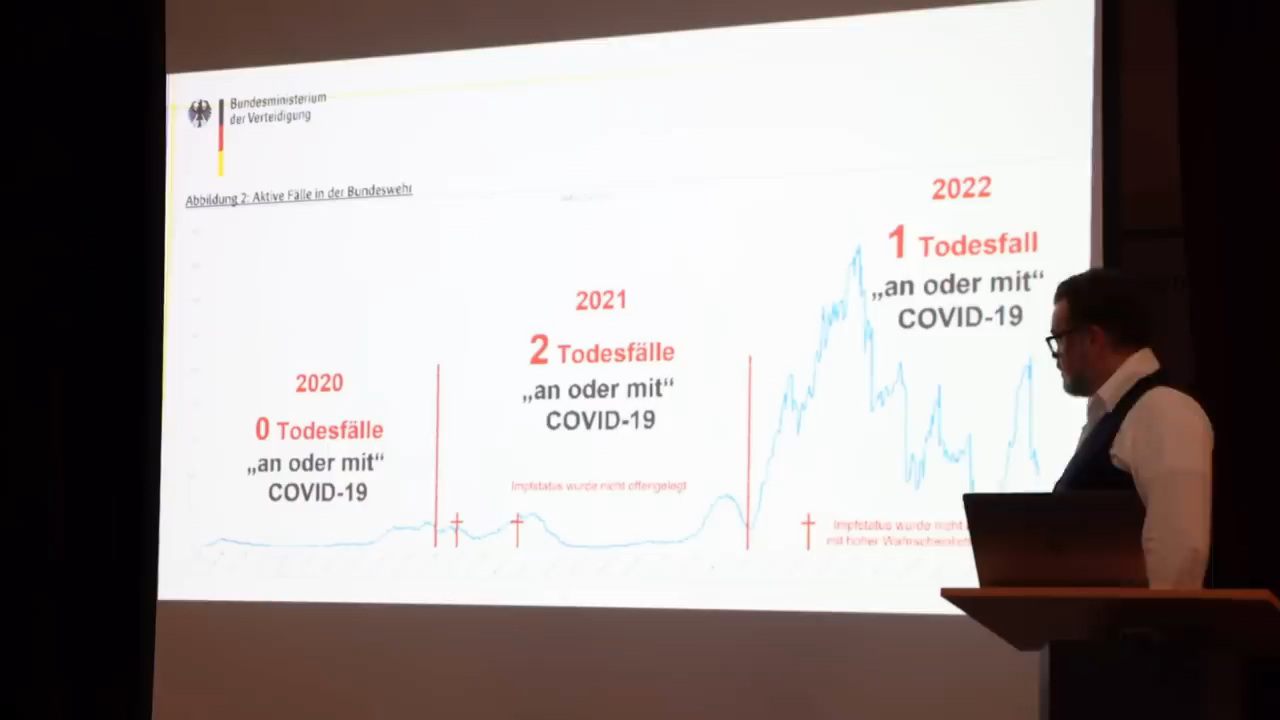 Bundesministerium
der Verteidigung
Abbildung 2: Aktive Fälle in der Bundeswehr
2020
0 Todesfälle
„an oder mit“
COVID-19
2021
2 Todesfälle
„an oder mit“
COVID-19
Impfstatus wurde nicht offengelegt
2022
1 Todesfall
„an oder mit“
COVID-19
Impfstatus wurde nicht
mit hoher